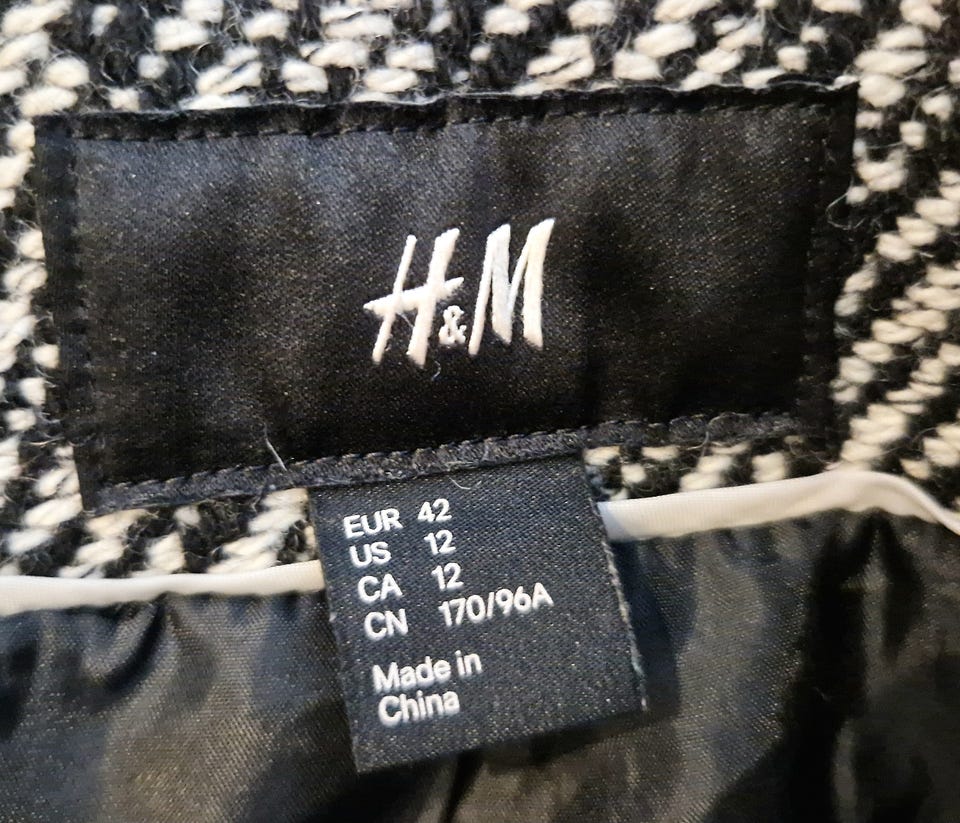 H&M
EUR 42
US 12
CA 12
CN 170/96A
Made in
China